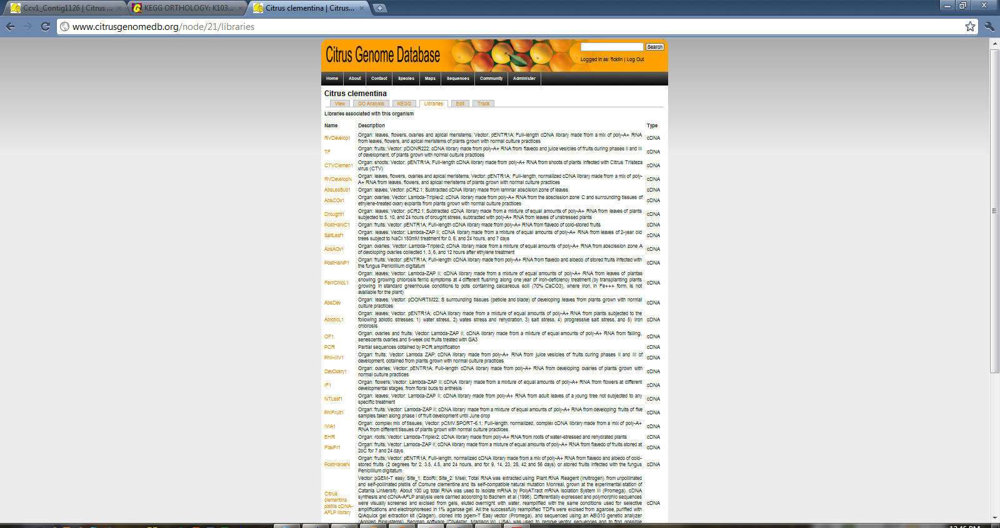 Ccv1_Contig1126 | Citrus ...
KEGG ORTHOLOGY: K103...
Citrus clementina | Citrus...
www.citrusgenomedb.org/node/21/libraries
Citrus Genome Database
Search
Logged in as: ficklin | Log Out
Home About Contact Species Maps Sequences Community Administer
Citrus clementina
View GO Analysis KEGG Libraries Edit Track
Libraries associated with this organism
Name Description Type
RVDevelop1 Organ: leaves, flowers, ovaries and apical meristems; Vector: pENTR1A; Full-length cDNA library made from a mix of poly-A+ RNA cDNA
from leaves, flowers, and apical meristems of plants grown with normal culture practices
TF Organ: fruits; Vector: pDONR222; cDNA library made from poly-A+ RNA from flavedo and juice vesicles of fruits during phases II and III cDNA
of development, of plants grown with normal culture practices
CTVClemen1 Organ: shoots; Vector: pENTR1A; Full-length cDNA library made from poly-A+ RNA from shoots of plants infected with Citrus Tristeza cDNA
virus (CTV)
RVDevelopN Organ: leaves, flowers, ovaries and apical meristems; Vector: pENTR1A; Full-length, normalized cDNA library made from a mix of poly- cDNA
A+ RNA from leaves, flowers, and apical meristems of plants grown with normal culture practices
AbsLeaSub1 Organ: leaves; Vector: pCR2.1; Subtracted cDNA library made from laminar abscision zone of leaves cDNA
AbsCOv1 Organ: ovaries; Vector: Lambda-Triplex2; cDNA library made from poly-A+ RNA from the abscission zone C and surrounding tissues of cDNA
ethylene-treated ovary explants from plants grown with normal culture practices
Drought1 Organ: leaves; Vector: pCR2.1; Subtracted cDNA library made from a mixture of equal amounts of poly-A+ RNA from leaves of plants cDNA
subjected to 5, 10, and 24 hours of drought stress, subtracted with poly-A+ RNA from leaves of unstressed plants
PostHarvC1 Organ: fruits; Vector: pENTR1A; Full-length cDNA library made from poly-A+ RNA from flavedo of cold-stored fruits cDNA
SaltLeaf1 Organ: leaves; Vector: Lambda-ZAP II; cDNA library made from a mixture of equal amounts of poly-A+ RNA from leaves of 2-year old cDNA
trees subject to NaCl 150mM treatment for 0, 6, and 24 hours, and 7 days
AbsAOv1 Organ: ovaries; Vector: Lambda-Triplex2; cDNA library made from a mixture of equal amounts of poly-A+ RNA from abscission zone A cDNA
of devoloping ovaries collected 1, 3, 6, and 12 hours after ethylene treatment
PostHarvP1 Organ: fruits; Vector: pENTR1A; Full-length cDNA library made from poly-A+ RNA from flavedo and albedo of stored fruits infected with cDNA
the fungus Penicillium digitatum
FerrChloL1 Organ: leaves; Vector: Lambda-ZAP II; cDNA library made from a mixture of equal amounts of poly-A+ RNA from leaves of plantas cDNA
showing growing chlorosis ferric symptoms at 4 different flushing along one year of iron-deficiency treatment (by transplanting plants
growing in standard greenhouse conditions to pots containing calcareous soil (70% CaCO3), where iron, in Fe+++ form, is not
available for the plant)
AbsDev Organ: leaves; Vector: pDONRTM22; S surrounding tissues (petiole and blade) of developing leaves from plants grown with normal cDNA
culture practices
AbioticL1 Organ: leaves; Vector: pENTR1A; cDNA library made from a mixture of equal amounts of poly-A+ RNA from plants subjected to the cDNA
following abiotic stresses: 1) water stress, 2) wates stress and rehydration, 3) salt stress, 4) progressive salt stress, and 5) iron
chlorosis
OF1 Organ: ovaries and fruits; Vector: Lambda-ZAP II; cDNA library made from a mixture of equal amounts of poly-A+ RNA from falling, cDNA
senescents ovaries and 5-week old fruits treated with GA3
PCR Partial sequences obtained by PCR amplification cDNA
PhII-IIIV1 Organ: fruits; Vector: Lambda ZAP; cDNA library made from poly-A+ RNA from juice vesicles of fruits during phases II and III of cDNA
development, obtained from plants grown with normal culture practices
DevOvary1 Organ: ovaries; Vector: pENTR1A; Full-length cDNA library made from poly-A+ RNA from developing ovaries of plants grown with cDNA
normal culture practices
IF1 Organ: flowers; Vector: Lambda-ZAP II; cDNA library made from a mixture of equal amounts of poly-A+ RNA from flowers at different cDNA
developmental stages, from floral buds to anthesis
NTLeaf1 Organ: leaves; Vector: Lambda-ZAP II; cDNA library made from poly-A+ RNA from adult leaves of a young tree not subjected to any cDNA
specific treatment
PhIFruit1 Organ: fruits; Vector: Lambda-ZAP II; cDNA library made from a mixture of equal amounts of poly-A+ RNA from developing fruits of five cDNA
samples taken along phase I of fruit development until June drop
IVIA1 Organ: complex mix of tissues; Vector: pCMV.SPORT-6.1; Full-length, normalized, complex cDNA library made from a mix of poly-A+ cDNA
RNA from different tissues of plants grown with normal culture practices
EHR Organ: roots; Vector: Lambda-Triplex2; cDNA library made from poly-A+ RNA from roots of water-stressed and rehydrated plants cDNA
FlavFr1 Organ: fruits; Vector: Lambda-ZAP II; cDNA library made from a mixture of equal amounts of poly-A+ RNA from flavedo of fruits stored at cDNA
2oC for 7 and 24 days
PostHarveN Organ: fruits; Vector: pENTR1A; Full-length, normalized cDNA library made from a mix of poly-A+ RNA from flavedo and albedo of cold- cDNA
stored fruits (2 degrees for 2, 3.5, 4.5, and 24 hours, and for 9, 14, 23, 28, 42 and 56 days) or stored fruits infected with the fungus
Penicillium digitatum
Citrus clementina pistils cDNA-AFLP library Vector: pGEM-T easy; Site_1: EcoRI; Site_2: MseI; Total RNA was extracted using Plant RNA Reagent (Invitrogen) from unpollinated cDNA
and self-pollinated pistils of Comune clementine and its self-compatible natural mutation Monreal, grown at the experimental station of
Catania University. About 100 ug total RNA was used to isolate mRNA by PolyATract mRNA Isolation System III (Promega). cDNA
synthesis and cDNA-AFLP analysis were carried according to Bachem et al (1996). Differentially expressed and polymorphic sequences
were visually screened and excised from gels, eluted overnight with water, reamplified with the same conditions used for selective
amplifications and electrophoresed in 1% agarose gel. All the successfully reamplified TDFs were excised from agarose, purified with
QiAquick gel extraction kit (Qiagen), cloned into pgem-T Easy vector (Promega), and sequenced using an ABI310 genetic analyzer
(Applied Biosystems). Seqman software (DNAstar, Madison WI, USA) was used to remove vector sequences and to find possible
12:46 PM